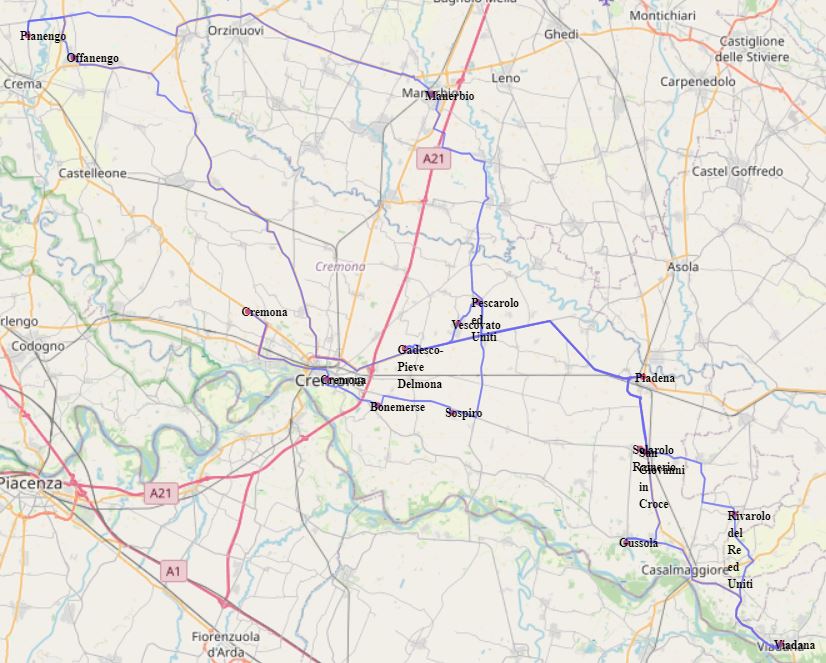 Bagnolo Mella
Montichiari
Orzinuovi
Ghedi
Pianengo
Castiglione
delle Stiviere
Offanengo
Leno
Carpenedolo
Crema
Manerbio
A21
Castelleone
Castel Goffredo
Cremona
Asola
Pescarolo
ed
Uniti
Cremona
Vescovato
Codogno
Gadesco-
Pieve
Delmona
Cremona
Piadena
Bonemerse
Sospiro
Solarolo
Rainerio
San
Giovanni
in
Croce
Piacenza
A21
Rivarolo
del
Re
ed
Uniti
Gussola
Casalmaggiore
A1
Fiorenzuola
d'Arda
Viadana